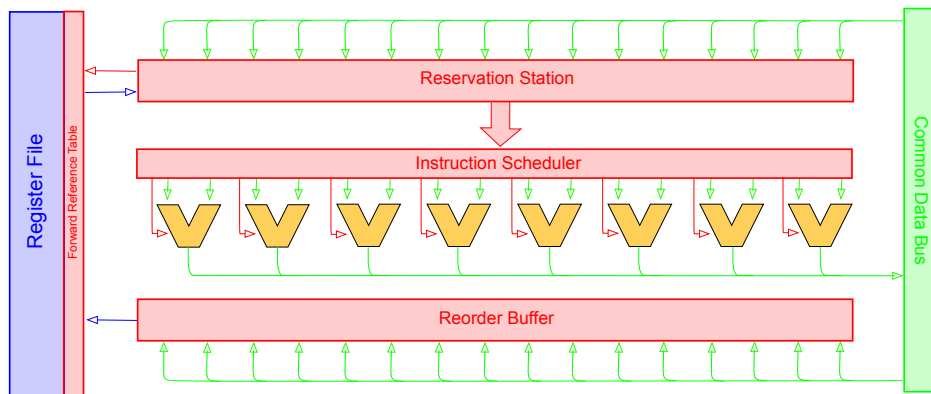 Register File
Forward Reference Table
Reservation Station
Instruction Scheduler
Reorder Buffer
Common Data Bus